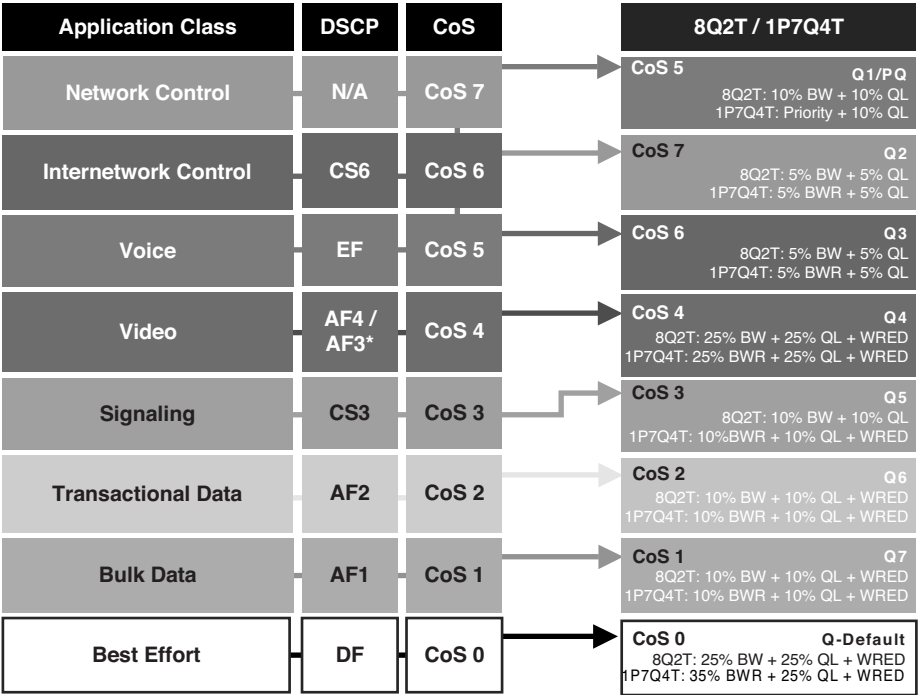 Application Class DSCP CoS 8Q2T / 1P7Q4T
Network Control N/A CoS 7
CoS 5 Q1/PQ
8Q2T: 10% BW + 10% QL
1P7Q4T: Priority + 10% QL
Internetwork Control CS6 CoS 6
CoS 7 Q2
8Q2T: 5% BW + 5% QL
1P7Q4T: 5% BWR + 5% QL
Voice EF CoS 5
CoS 6 Q3
8Q2T: 5% BW + 5% QL
1P7Q4T: 5% BWR + 5% QL
Video AF4 / AF3* CoS 4
CoS 4 Q4
8Q2T: 25% BW + 25% QL + WRED
1P7Q4T: 25% BWR + 25% QL + WRED
Signaling CS3 CoS 3
CoS 3 Q5
8Q2T: 10% BW + 10% QL
1P7Q4T: 10%BWR + 10% QL + WRED
Transactional Data AF2 CoS 2
CoS 2 Q6
8Q2T: 10% BW + 10% QL + WRED
1P7Q4T: 10% BWR + 10% QL + WRED
Bulk Data AF1 CoS 1
CoS 1 Q7
8Q2T: 10% BW + 10% QL + WRED
1P7Q4T: 10% BWR + 10% QL + WRED
Best Effort DF CoS 0
CoS 0 Q-Default
8Q2T: 25% BW + 25% QL + WRED
1P7Q4T: 35% BWR + 25% QL + WRED